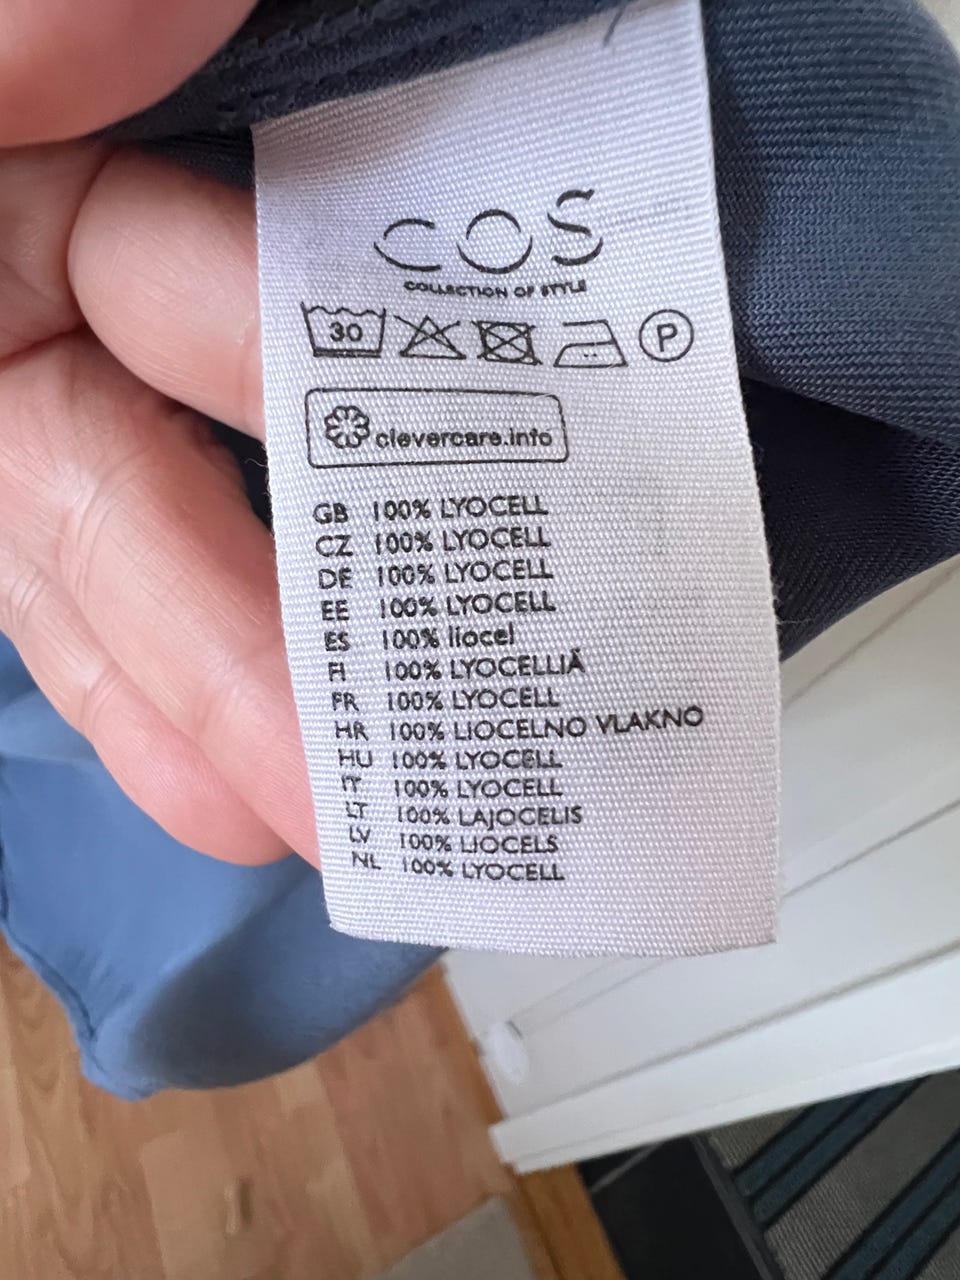 COS
COLLECTION OF STYLE
30 P
clevercare.info
GB 100% LYOCELL
CZ 100% LYOCELL
DE 100% LYOCELL
EE 100% LYOCELL
ES 100% liocel
FI 100% LYOCELLIÄ
FR 100% LYOCELL
HR 100% LIOCELNO VLAKNO
HU 100% LYOCELL
IT 100% LYOCELL
LT 100% LAJOCELIS
LV 100% LIOCELS
NL 100% LYOCELL